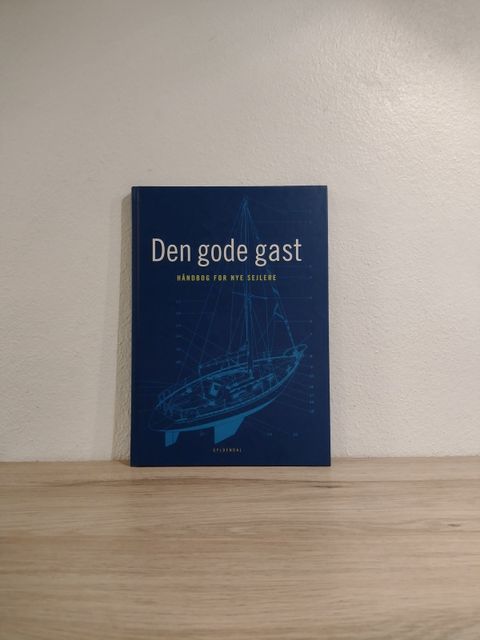 Den gode gast
HÅNDBOG FOR NYE SEJLERE
GYLDENDAL